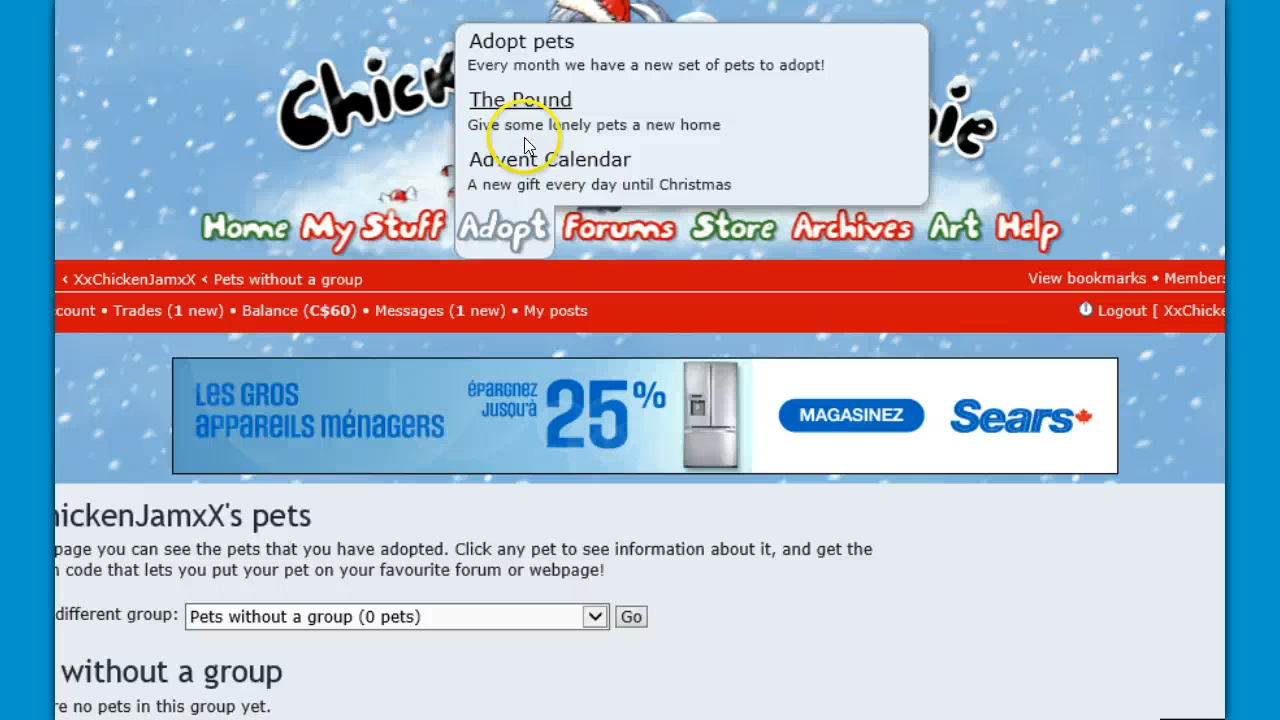 Adopt pets
Every month we have a new set of pets to adopt!
The Pound
Give some lonely pets a new home
Advent Calendar
A new gift every day until Christmas
Home My Stuff Adopt Forums Store Archives Art Help
‹ XxChickenJamxX ‹ Pets without a group
View bookmarks • Members
count • Trades (1 new) • Balance (C$60) • Messages (1 new) • My posts
Logout [ XxChicke
LES GROS
APPAREILS MÉNAGERS
ÉPARGNEZ
JUSQU'À
25%
MAGASINEZ
Sears
hickenJamxX's pets
page you can see the pets that you have adopted. Click any pet to see information about it, and get the
code that lets you put your pet on your favourite forum or webpage!
different group: Pets without a group (0 pets) Go
without a group
re no pets in this group yet.